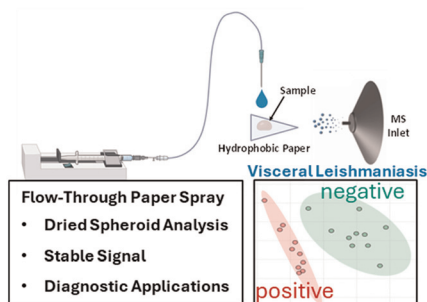 Sample
MS
Inlet
Hydrophobic Paper
Visceral Leishmaniasis
negative
positive
Flow-Through Paper Spray
• Dried Spheroid Analysis
• Stable Signal
• Diagnostic Applications